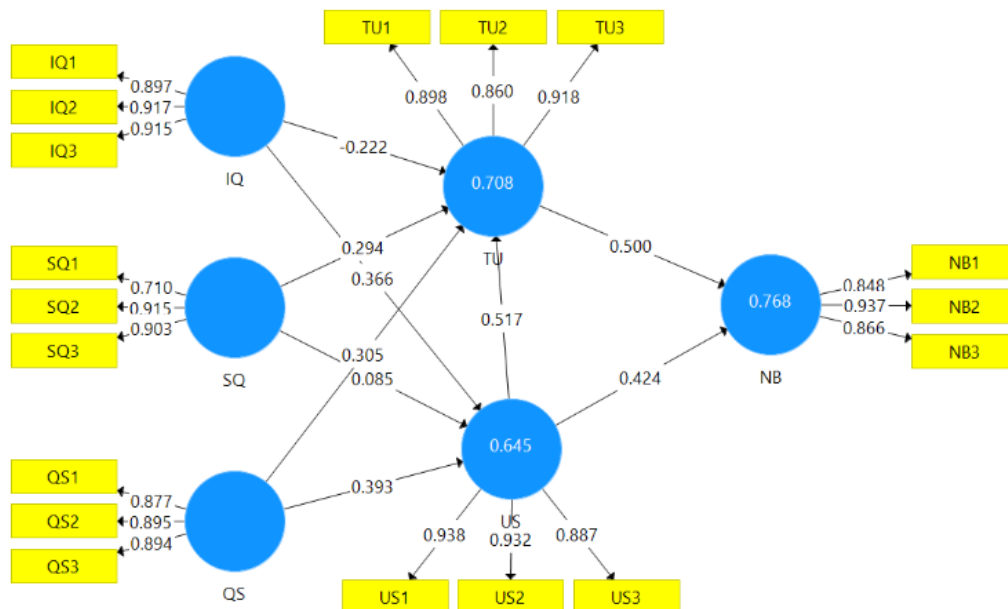 TU1
TU2
TU3
IQ1
IQ2
IQ3
0.897
0.917
0.915
IQ
0.898
0.860
0.918
-0.222
0.708
TU
0.294
0.366
0.500
SQ1
SQ2
SQ3
0.710
0.915
0.903
SQ
0.517
0.305
0.085
0.768
NB
NB1
NB2
NB3
0.848
0.937
0.866
0.424
0.645
US
QS1
QS2
QS3
0.877
0.895
0.894
QS
0.393
0.938
0.932
0.887
US1
US2
US3